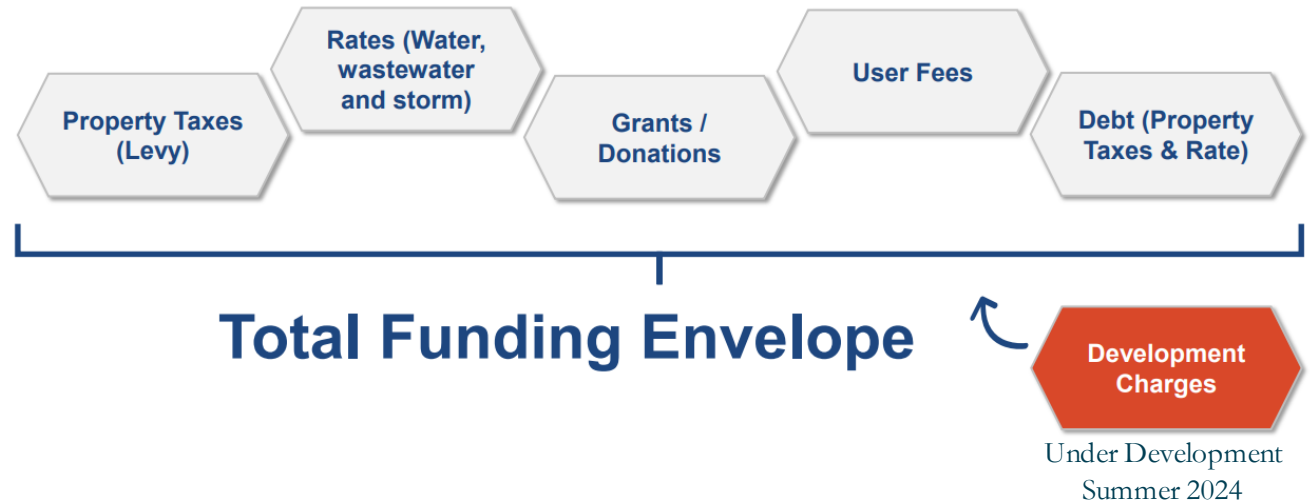 Property Taxes
(Levy)
Rates (Water,
wastewater
and storm)
Grants /
Donations
User Fees
Debt (Property
Taxes & Rate)
Total Funding Envelope
Development
Charges
Under Development
Summer 2024